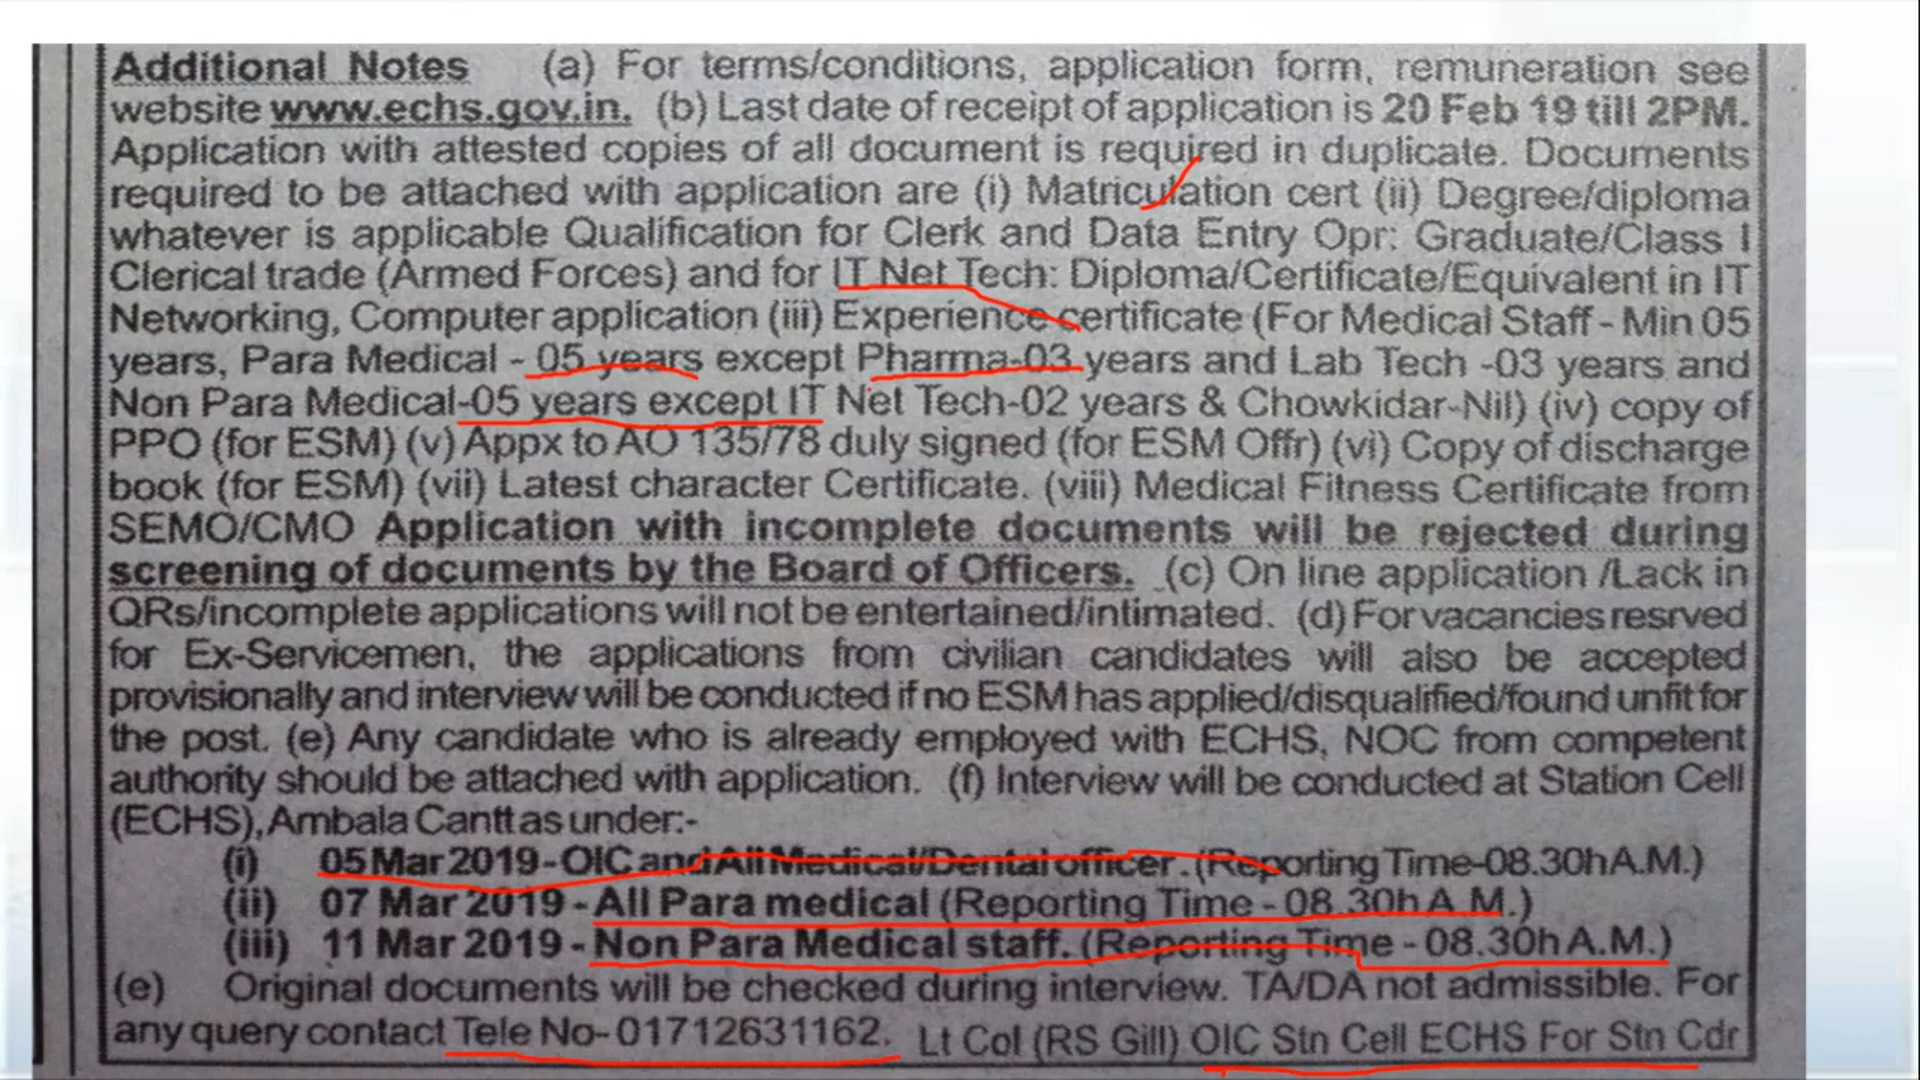 Additional Notes (a) For terms/conditions, application form, remuneration see
website www.echs.gov.in. (b) Last date of receipt of application is 20 Feb 19 till 2PM.
Application with attested copies of all document is required in duplicate. Documents
required to be attached with application are (i) Matriculation cert (ii) Degree/diploma
whatever is applicable Qualification for Clerk and Data Entry Opr: Graduate/Class I
Clerical trade (Armed Forces) and for IT Net Tech: Diploma/Certificate/Equivalent in IT
Networking, Computer application (iii) Experience certificate (For Medical Staff - Min 05
years, Para Medical - 05 years except Pharma-03 years and Lab Tech -03 years and
Non Para Medical-05 years except IT Net Tech-02 years & Chowkidar-Nil) (iv) copy of
PPO (for ESM) (v) Appx to AO 135/78 duly signed (for ESM Offr) (vi) Copy of discharge
book (for ESM) (vii) Latest character Certificate. (viii) Medical Fitness Certificate from
SEMO/CMO Application with incomplete documents will be rejected during
screening of documents by the Board of Officers. (c) On line application /Lack in
QRs/incomplete applications will not be entertained/intimated. (d) For vacancies resrved
for Ex-Servicemen, the applications from civilian candidates will also be accepted
provisionally and interview will be conducted if no ESM has applied/disqualified/found unfit for
the post. (e) Any candidate who is already employed with ECHS, NOC from competent
authority should be attached with application. (f) Interview will be conducted at Station Cell
(ECHS), Ambala Cantt as under:-
(i) 05 Mar 2019 - OIC and All Medical/Dental officer. (Reporting Time-08.30h A.M.)
(ii) 07 Mar 2019 - All Para medical (Reporting Time - 08.30h A.M.)
(iii) 11 Mar 2019 - Non Para Medical staff. (Reporting Time - 08.30h A.M.)
(e) Original documents will be checked during interview. TA/DA not admissible. For
any query contact Tele No- 01712631162. Lt Col (RS Gill) OIC Stn Cell ECHS For Stn Cdr